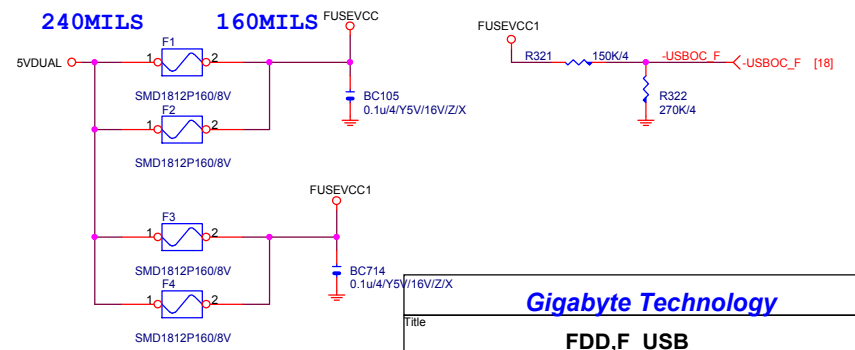 240MILS 160MILS
FUSEVCC
FUSEVCC1
F1
5VDUAL
1 2
R321 150K/4
-USBOC_F
-USBOC_F [18]
SMD1812P160/8V
BC105
0.1u/4/Y5V/16V/Z/X
R322
270K/4
F2
1 2
SMD1812P160/8V
FUSEVCC1
F3
1 2
SMD1812P160/8V
BC714
0.1u/4/Y5V/16V/Z/X
F4
1 2
SMD1812P160/8V
Gigabyte Technology
Title
FDD,F_USB